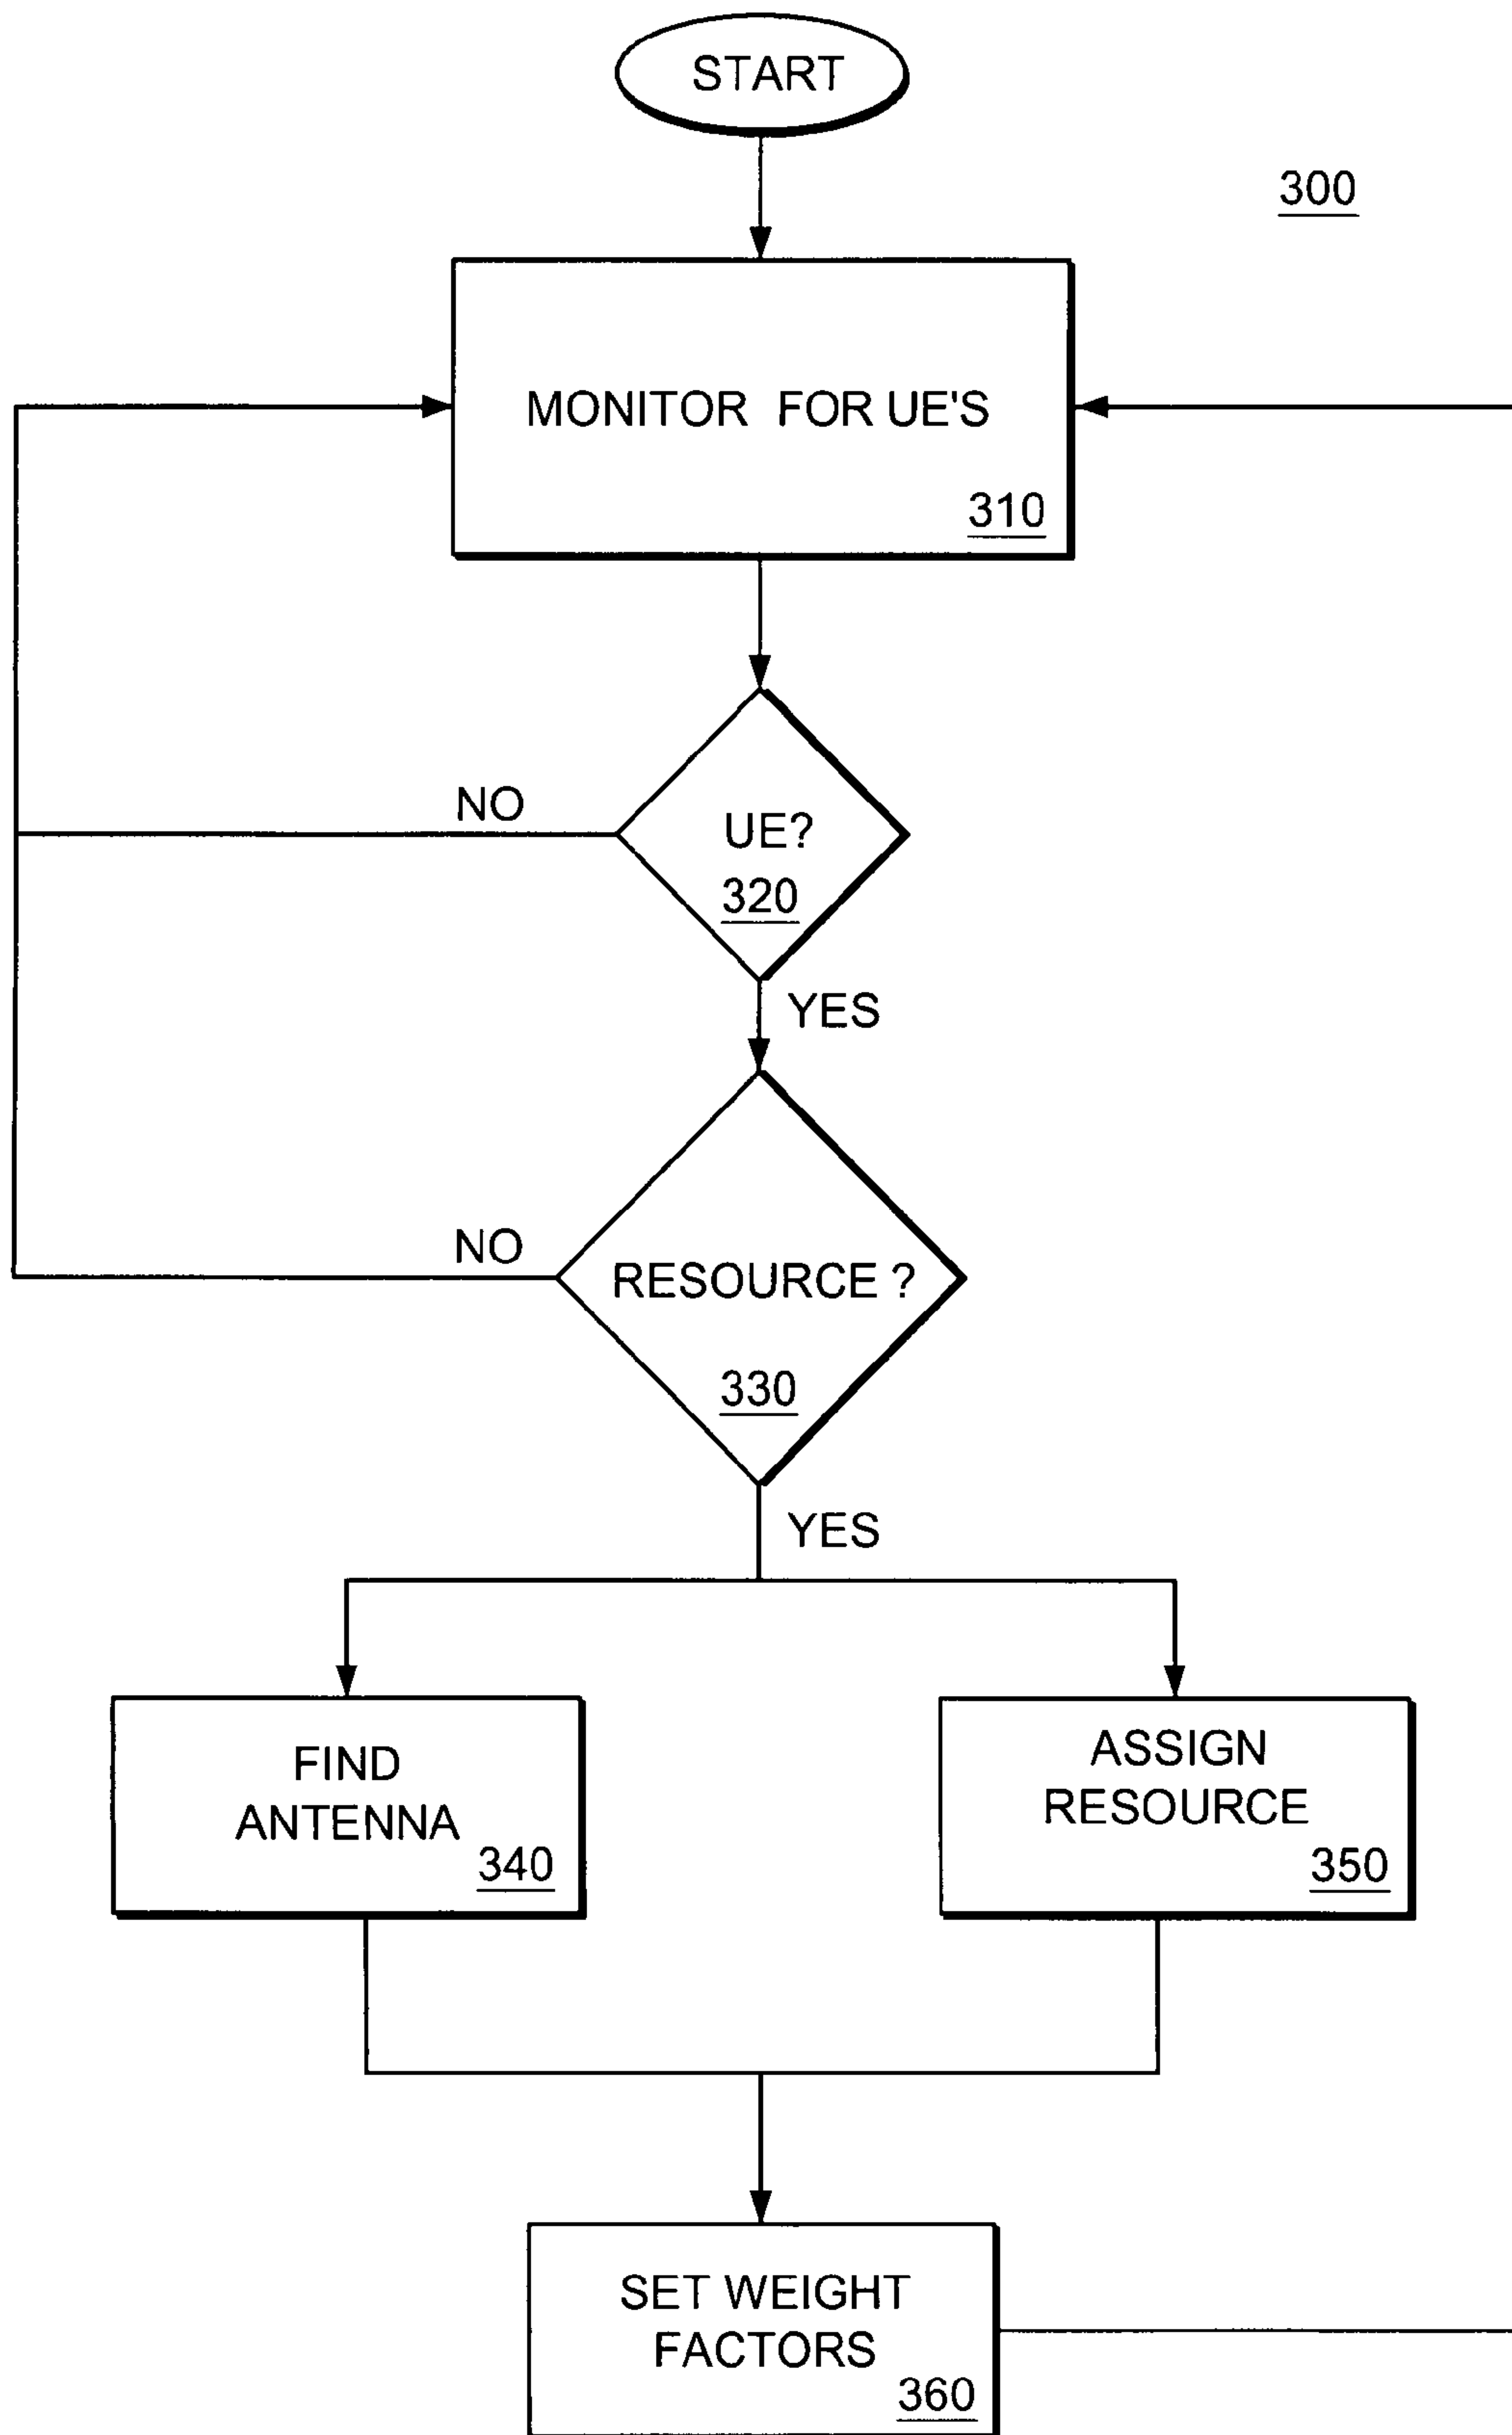 START
300
MONITOR FOR UE'S
310
NO
UE?
320
YES
NO
RESOURCE ?
330
YES
FIND
ANTENNA
340
ASSIGN
RESOURCE
350
SET WEIGHT
FACTORS
360